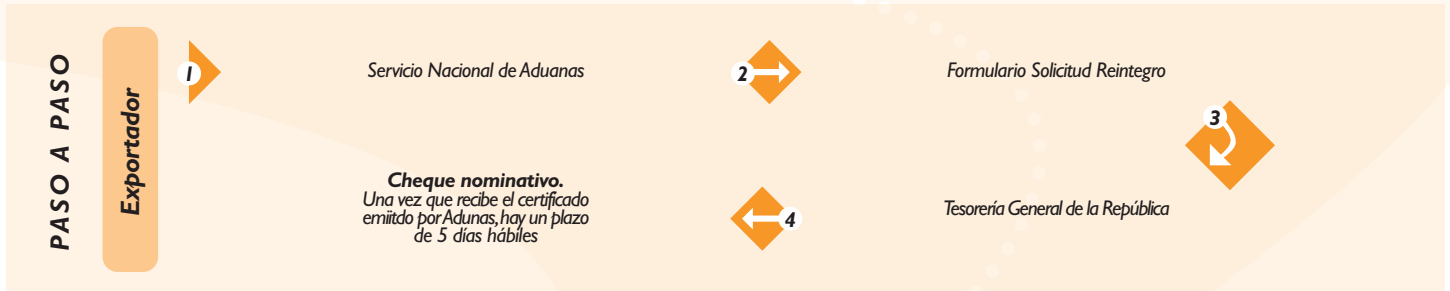 PASO A PASO
Exportador
1
Servicio Nacional de Aduanas
2
Formulario Solicitud Reintegro
3
Tesorería General de la República
4
Cheque nominativo.
Una vez que recibe el certificado
emiitdo por Adunas, hay un plazo
de 5 días hábiles